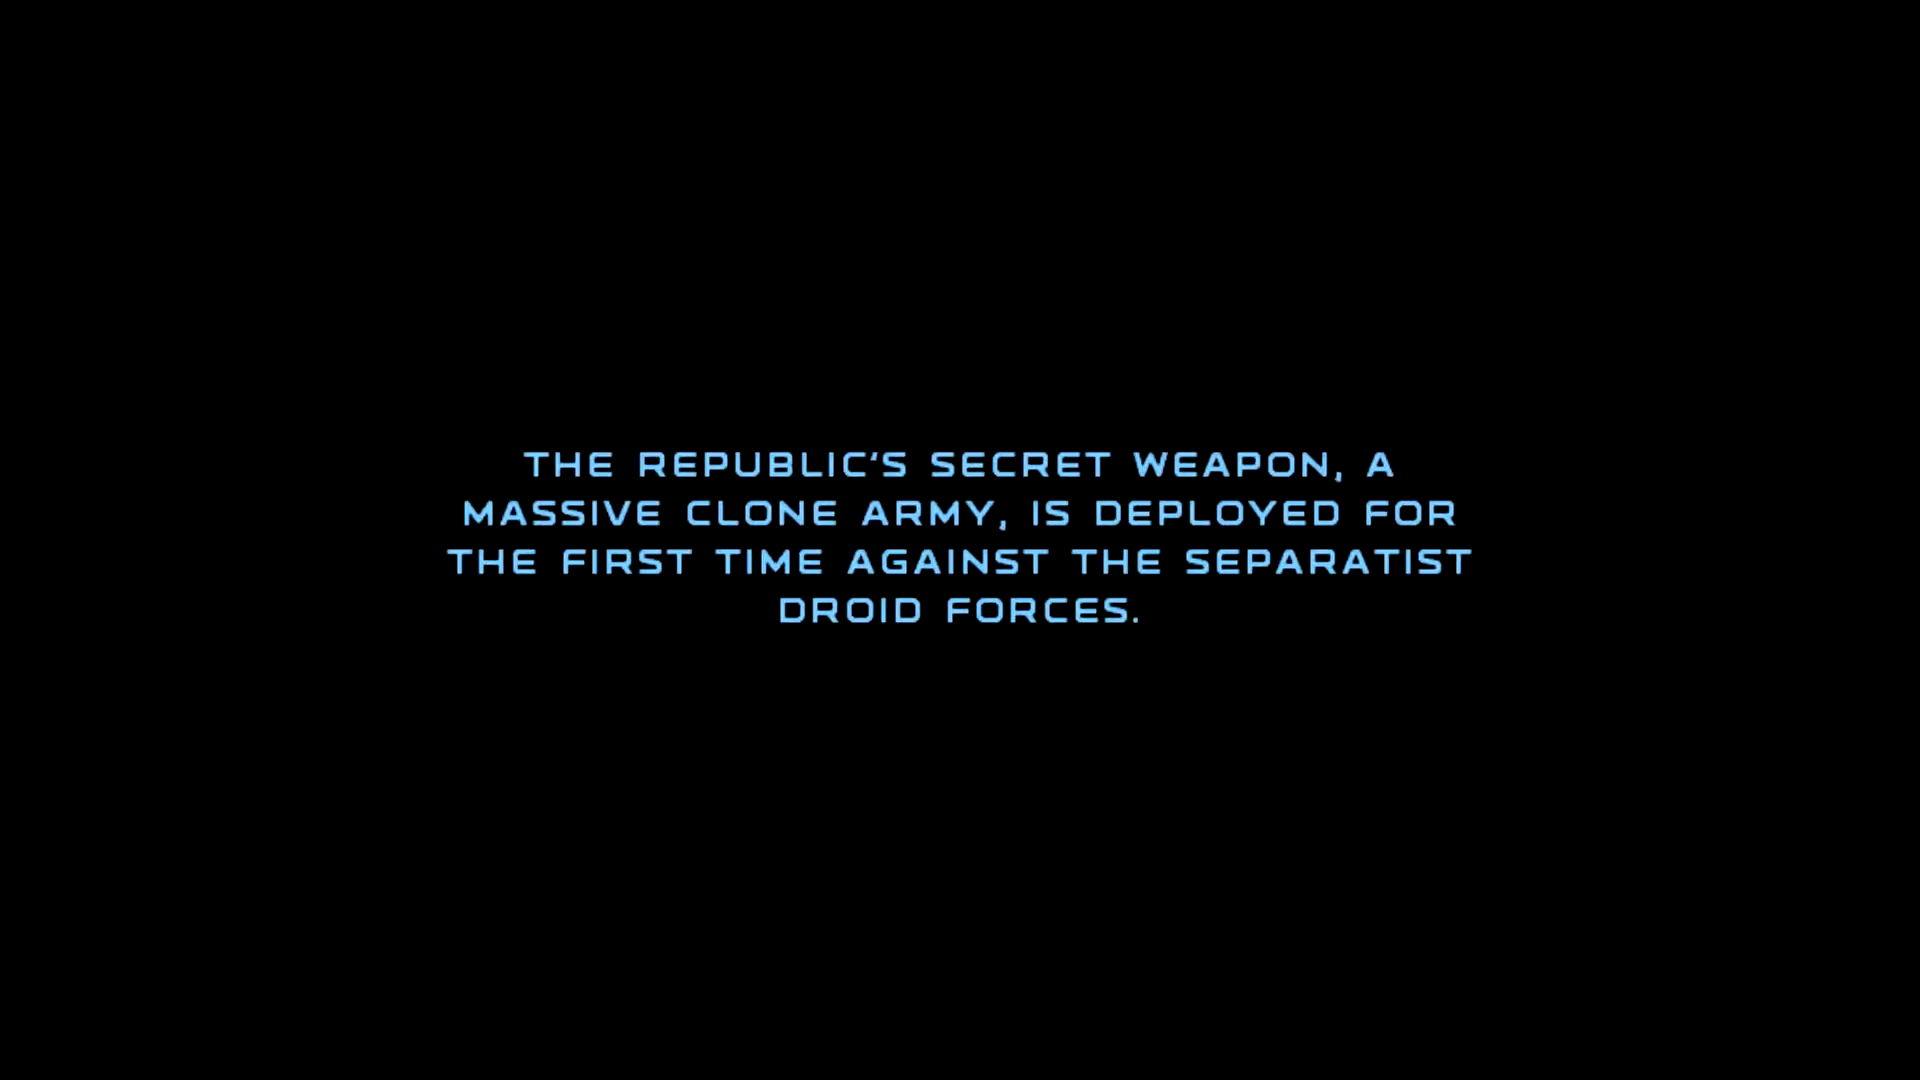 THE REPUBLIC'S SECRET WEAPON, A
MASSIVE CLONE ARMY, IS DEPLOYED FOR
THE FIRST TIME AGAINST THE SEPARATIST
DROID FORCES.